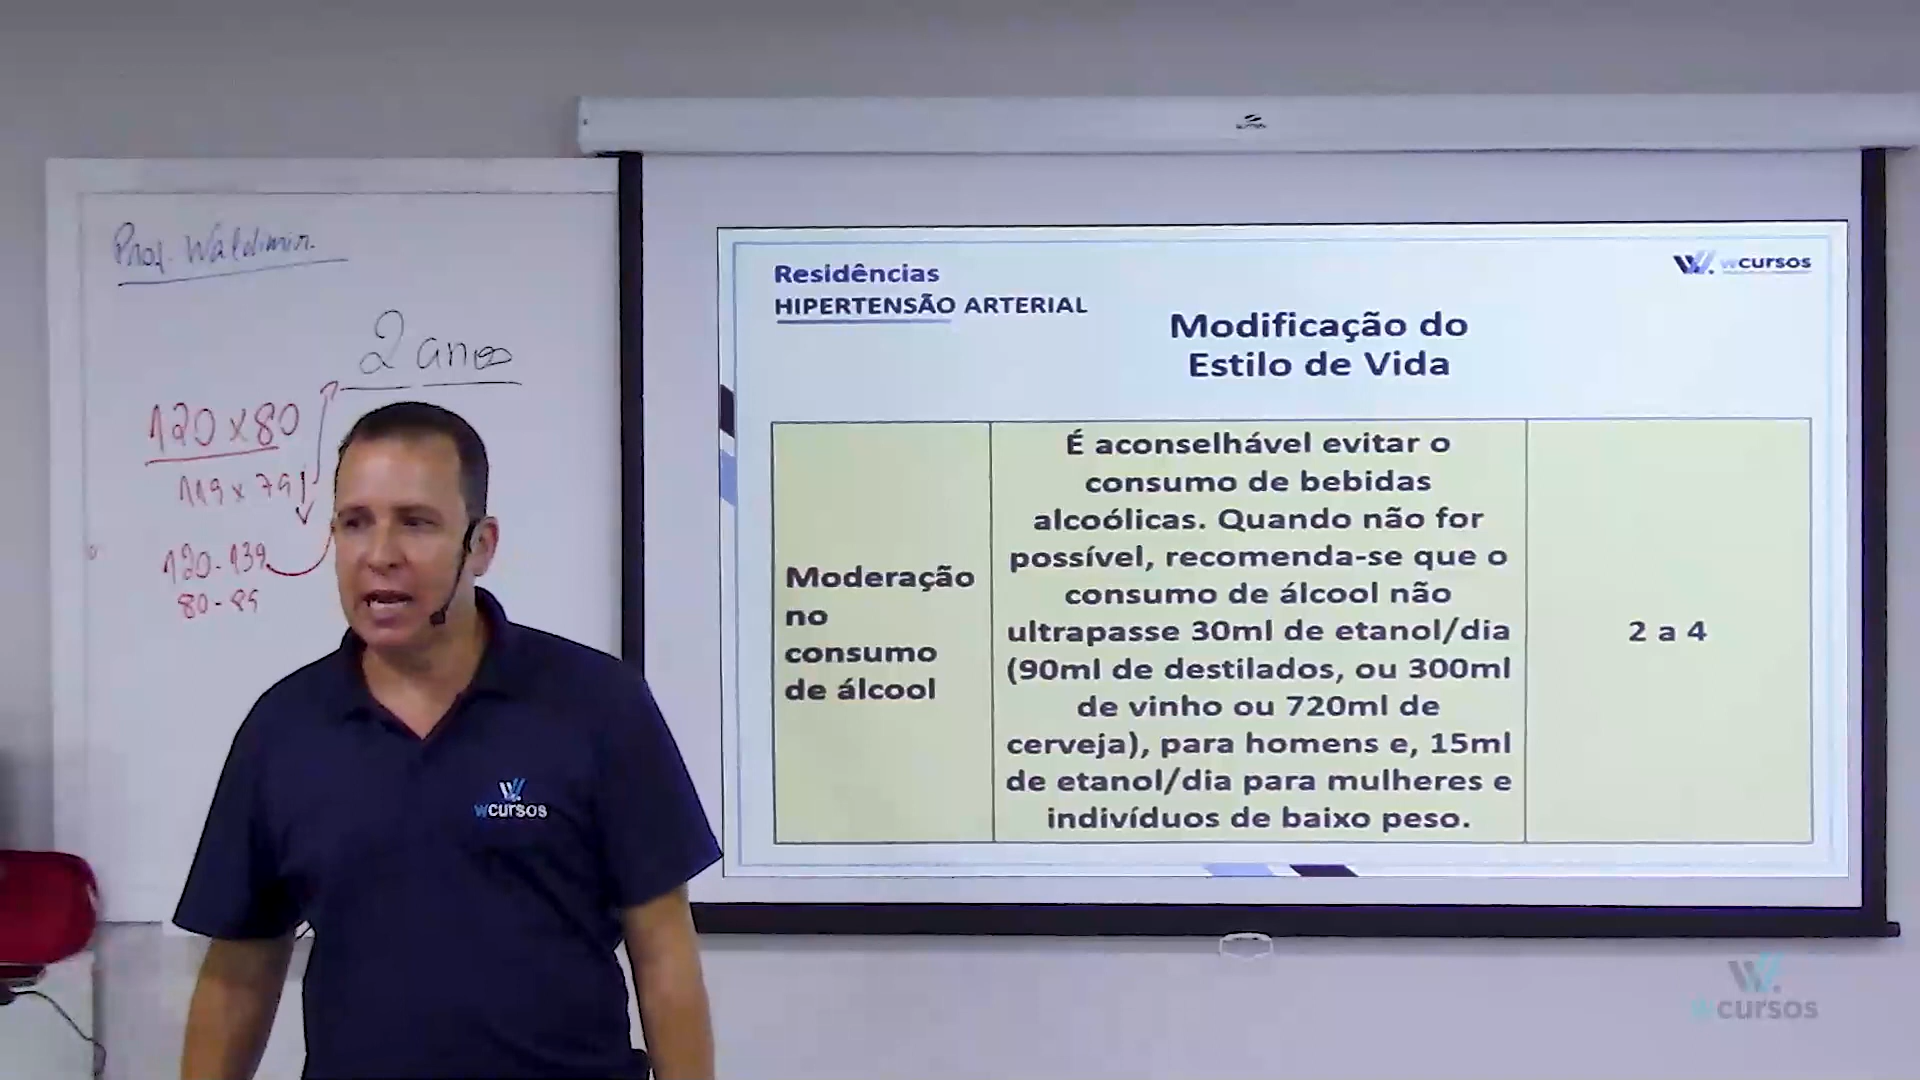 Prof. Waldimir.
2 anos
120 x 80
119 x 79
120-139
80-89
Residências
HIPERTENSÃO ARTERIAL
W. wcursos
Modificação do
Estilo de Vida
Moderação
no
consumo
de álcool
É aconselhável evitar o
consumo de bebidas
alcoólicas. Quando não for
possível, recomenda-se que o
consumo de álcool não
ultrapasse 30ml de etanol/dia
(90ml de destilados, ou 300ml
de vinho ou 720ml de
cerveja), para homens e, 15ml
de etanol/dia para mulheres e
indivíduos de baixo peso.
2 a 4
W.
wcursos
W.
wcursos